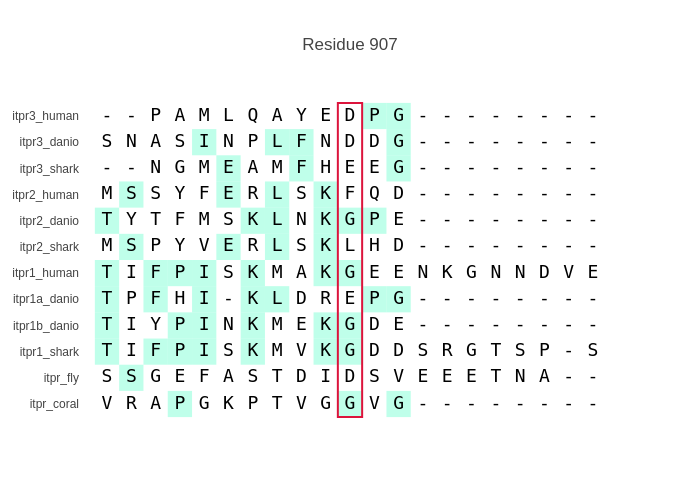 Residue 907
itpr3_human - - P A M L Q A Y E D P G - - - - - - - -
itpr3_danio S N A S I N P L F N D D G - - - - - - - -
itpr3_shark - - N G M E A M F H E E G - - - - - - - -
itpr2_human M S S Y F E R L S K F Q D - - - - - - - -
itpr2_danio T Y T F M S K L N K G P E - - - - - - - -
itpr2_shark M S P Y V E R L S K L H D - - - - - - - -
itpr1_human T I F P I S K M A K G E E N K G N N D V E
itpr1a_danio T P F H I - K L D R E P G - - - - - - - -
itpr1b_danio T I Y P I N K M E K G D E - - - - - - - -
itpr1_shark T I F P I S K M V K G D D S R G T S P - S
itpr_fly S S G E F A S T D I D S V E E E T N A - -
itpr_coral V R A P G K P T V G G V G - - - - - - - -